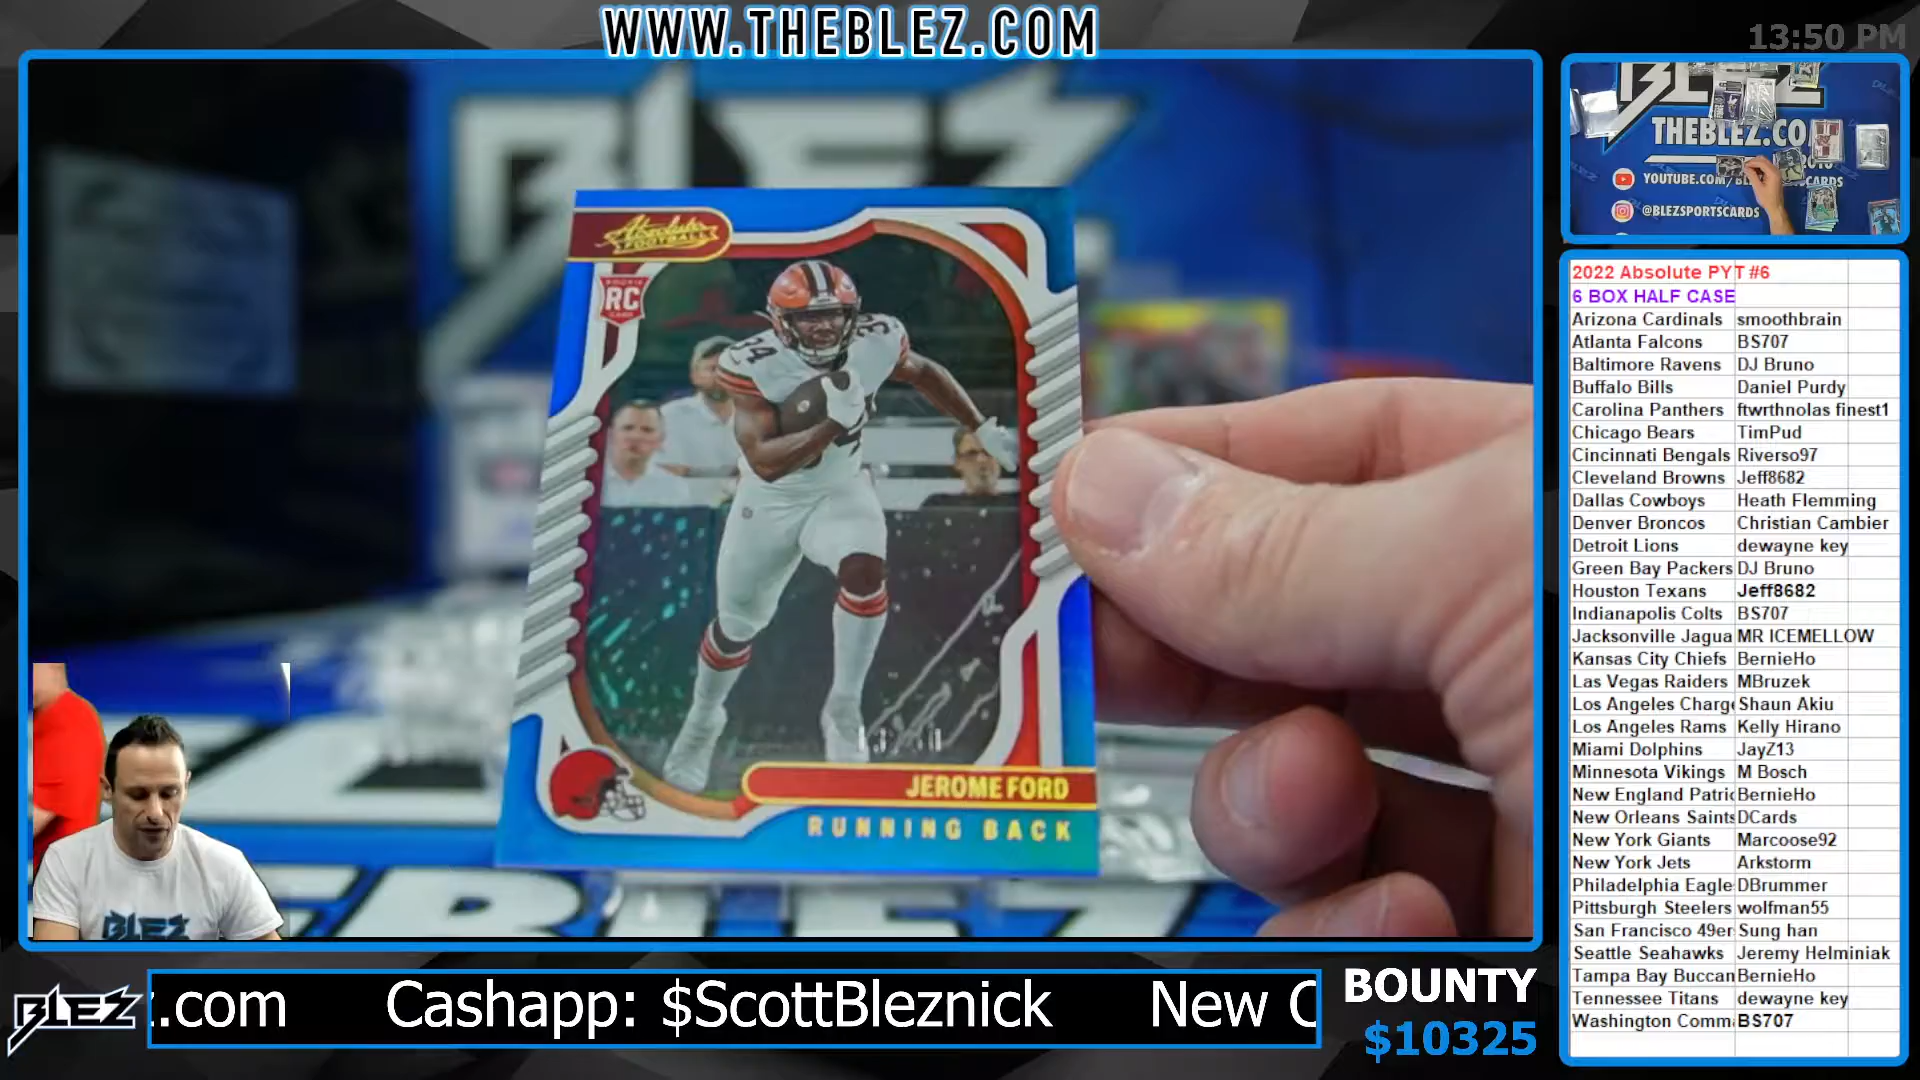 WWW.THEBLEZ.COM
13:50 PM
BLEZ
THEBLEZ.CO
YOUTUBE.COM/
CARDS
@BLEZSPORTSCARDS
Absolute
FOOTBALL
ROOKIE
RC
CARD
34
JEROME FORD
RUNNING BACK
2022 Absolute PYT #6
6 BOX HALF CASE
Arizona Cardinals smoothbrain
Atlanta Falcons BS707
Baltimore Ravens DJ Bruno
Buffalo Bills Daniel Purdy
Carolina Panthers ftwrthnolas finest1
Chicago Bears TimPud
Cincinnati Bengals Riverso97
Cleveland Browns Jeff8682
Dallas Cowboys Heath Flemming
Denver Broncos Christian Cambier
Detroit Lions dewayne key
Green Bay Packers DJ Bruno
Houston Texans Jeff8682
Indianapolis Colts BS707
Jacksonville Jagua MR ICEMELLOW
Kansas City Chiefs BernieHo
Las Vegas Raiders MBruzek
Los Angeles Charg Shaun Akiu
Los Angeles Rams Kelly Hirano
Miami Dolphins JayZ13
Minnesota Vikings M Bosch
New England Patri BernieHo
New Orleans Saints DCards
New York Giants Marcoose92
New York Jets Arkstorm
Philadelphia Eagle DBrummer
Pittsburgh Steelers wolfman55
San Francisco 49er Sung han
Seattle Seahawks Jeremy Helminiak
Tampa Bay Buccan BernieHo
Tennessee Titans dewayne key
Washington Comm BS707
BLEZ
BLEZ
.com Cashapp: $ScottBleznick New C
BOUNTY
$10325